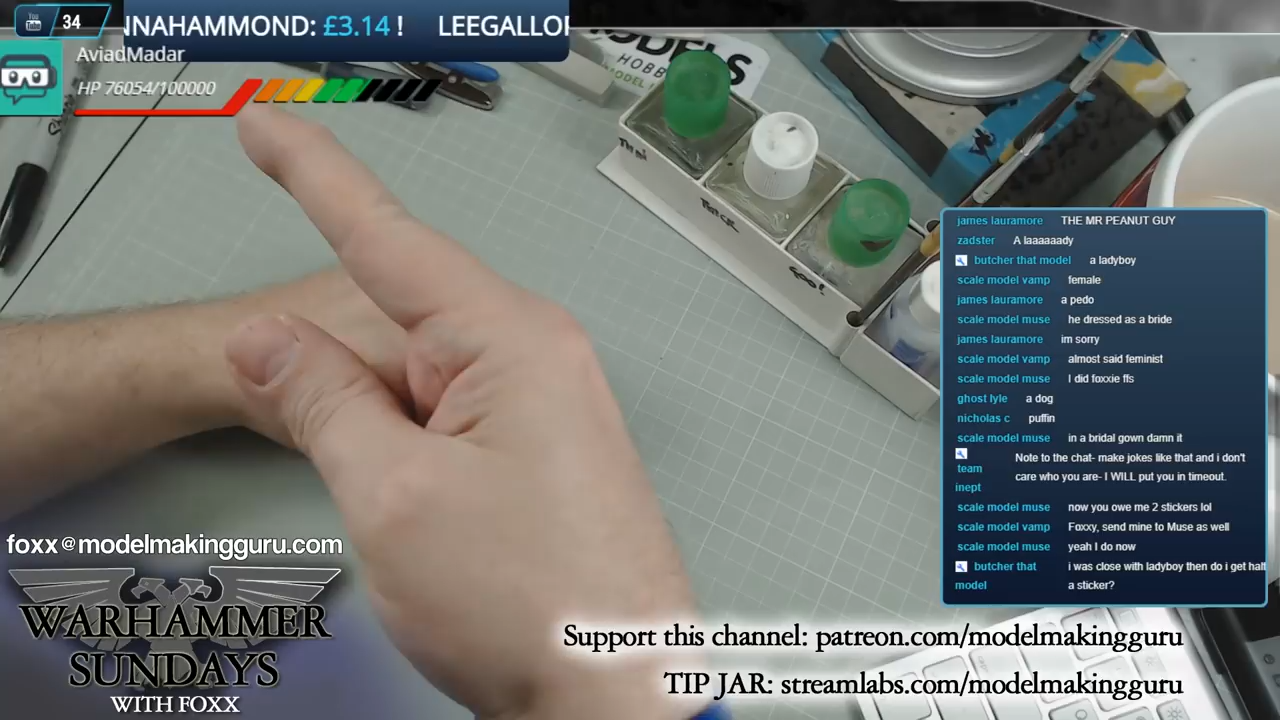 You
Tube
34
NNAHAMMOND: £3.14 ! LEEGALLO
AviadMadar
HP 76054/100000
MODELS
HOBB
Thin
Thick
Goo!
james lauramore THE MR PEANUT GUY
zadster A laaaaaady
butcher that model a ladyboy
scale model vamp female
james lauramore a pedo
scale model muse he dressed as a bride
james lauramore im sorry
scale model vamp almost said feminist
scale model muse I did foxxie ffs
ghost lyle a dog
nicholas c puffin
scale model muse in a bridal gown damn it
team inept Note to the chat- make jokes like that and i don't
care who you are- I WILL put you in timeout.
scale model muse now you owe me 2 stickers lol
scale model vamp Foxxy, send mine to Muse as well
scale model muse yeah I do now
butcher that model i was close with ladyboy then do i get half
a sticker?
foxx@modelmakingguru.com
WARHAMMER
SUNDAYS
WITH FOXX
Support this channel: patreon.com/modelmakingguru
TIP JAR: streamlabs.com/modelmakingguru